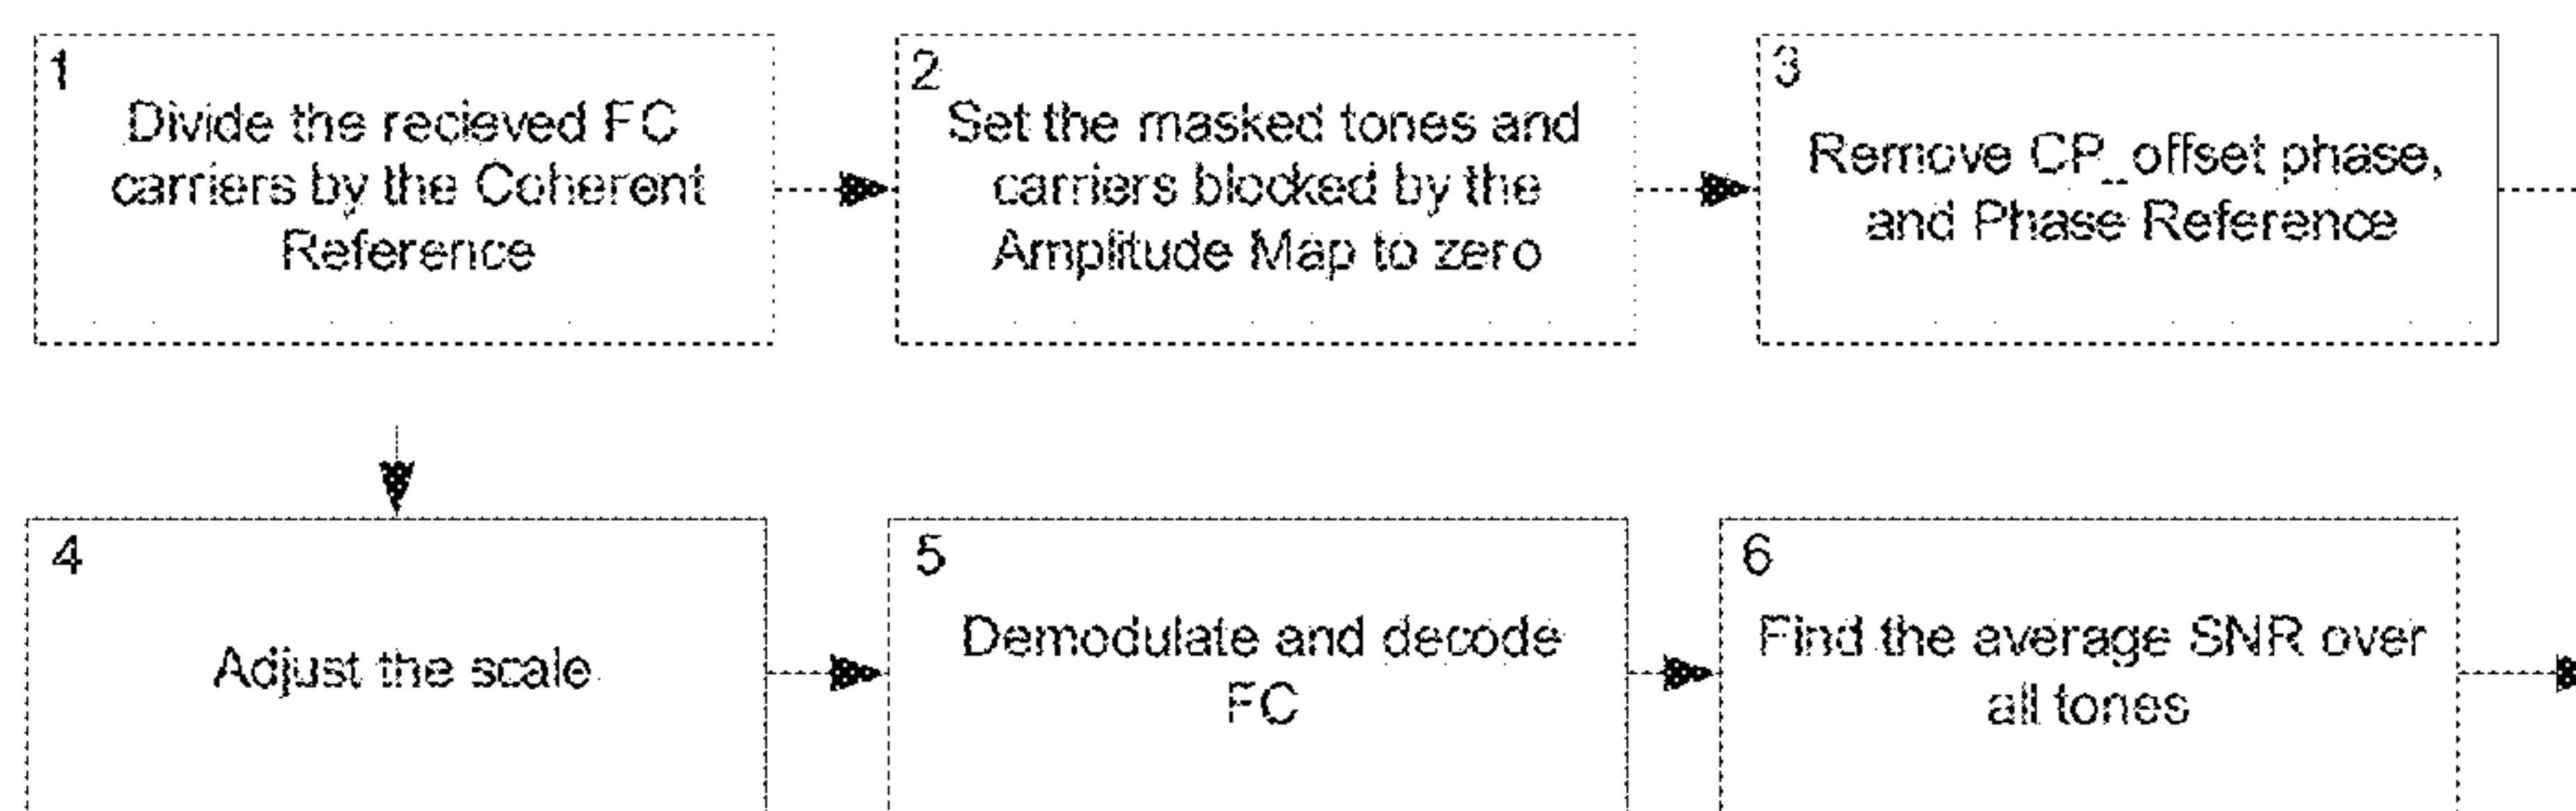 1
Divide the recieved FC
carriers by the Coherent
Reference
2
Set the masked tones and
carriers blocked by the
Amplitude Map to zero
3
Remove CP_offset phase,
and Phase Reference
4
Adjust the scale
5
Demodulate and decode
FC
6
Find the average SNR over
all tones